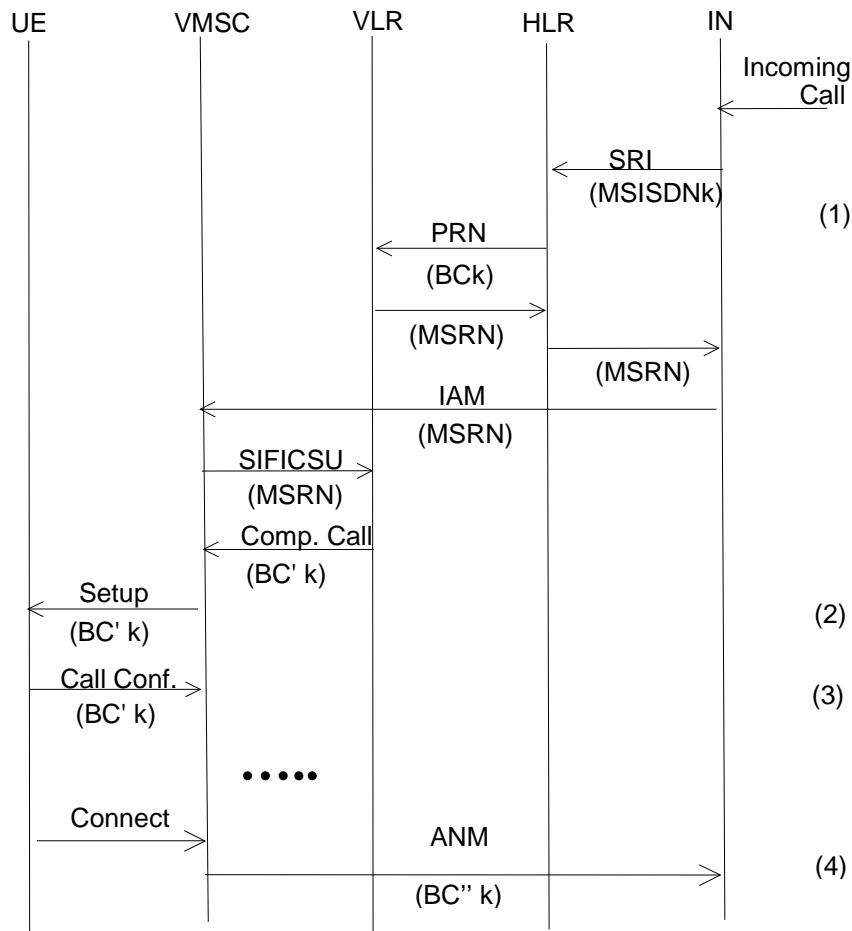 UE VMSC VLR HLR IN
Incoming
Call
SRI
(MSISDNk)
(1)
PRN
(BCk)
(MSRN)
(MSRN)
IAM
(MSRN)
SIFICSU
(MSRN)
Comp. Call
(BC' k)
Setup
(BC' k)
(2)
Call Conf.
(BC' k)
(3)
Connect
ANM
(BC'' k)
(4)